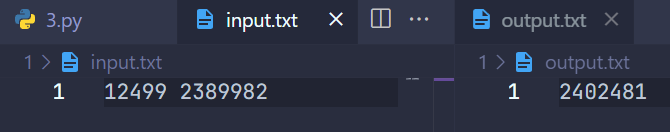 3.py input.txt output.txt
1 > input.txt 1 > output.txt
1 12499 2389982 1 2402481